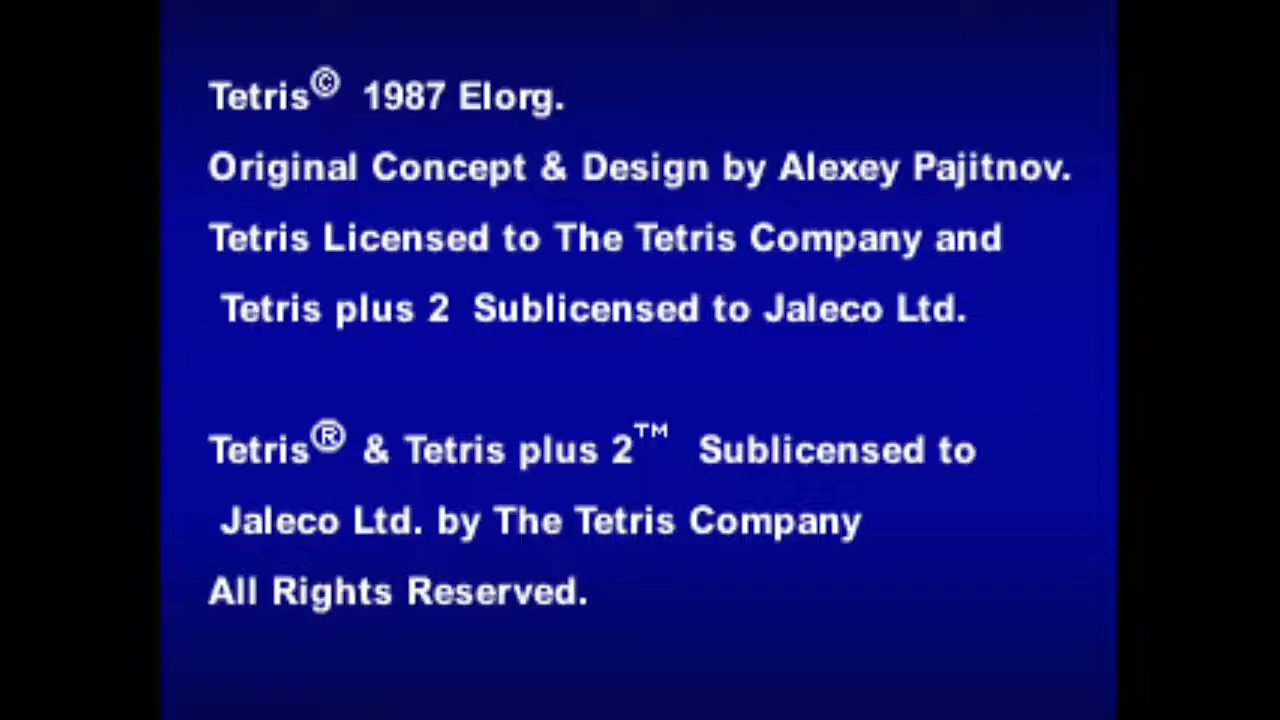 Tetris© 1987 Elorg.
Original Concept & Design by Alexey Pajitnov.
Tetris Licensed to The Tetris Company and
Tetris plus 2 Sublicensed to Jaleco Ltd.
Tetris® & Tetris plus 2™ Sublicensed to
Jaleco Ltd. by The Tetris Company
All Rights Reserved.